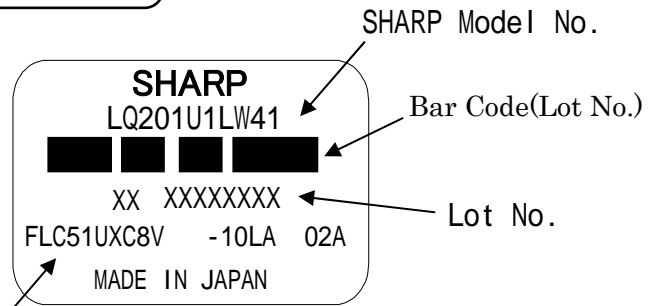 SHARP Model No.
SHARP
LQ201U1LW41
Bar Code(Lot No.)
XX XXXXXXXX
Lot No.
FLC51UXC8V -10LA 02A
MADE IN JAPAN